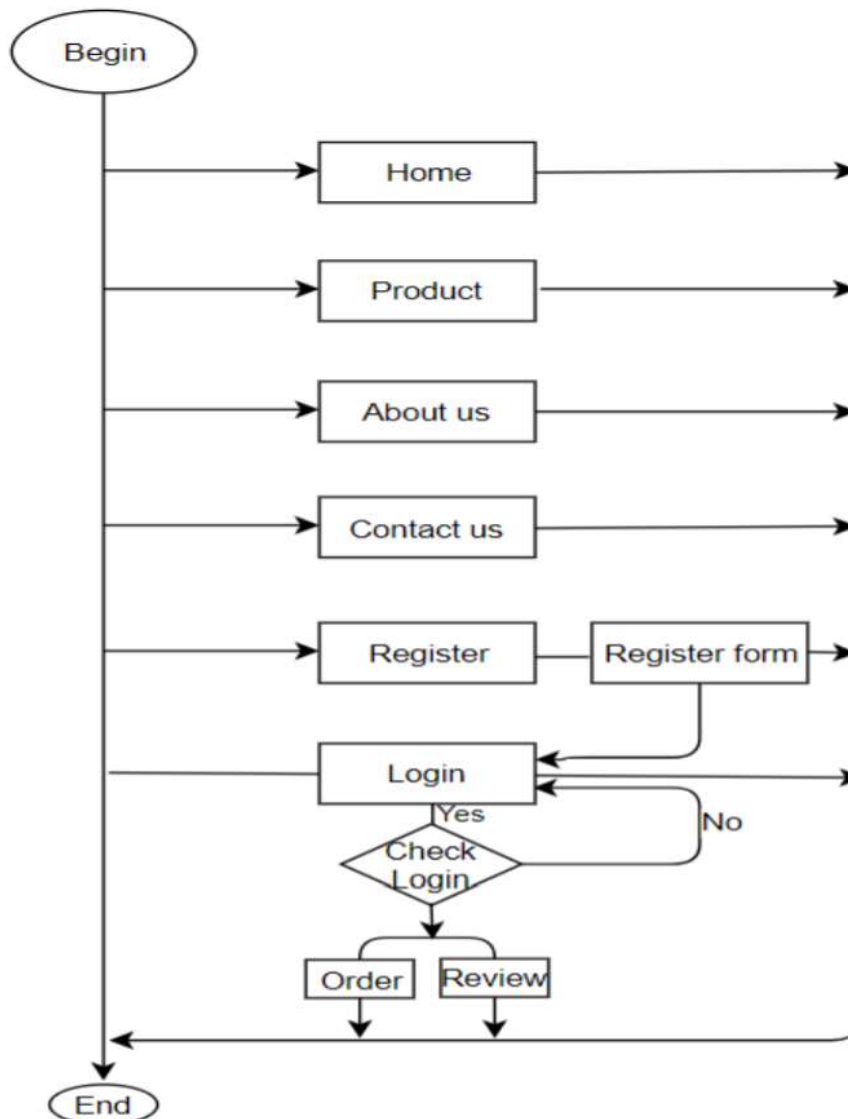 Begin
Home
Product
About us
Contact us
Register
Register form
Login
Yes
No
Check
Login
Order
Review
End